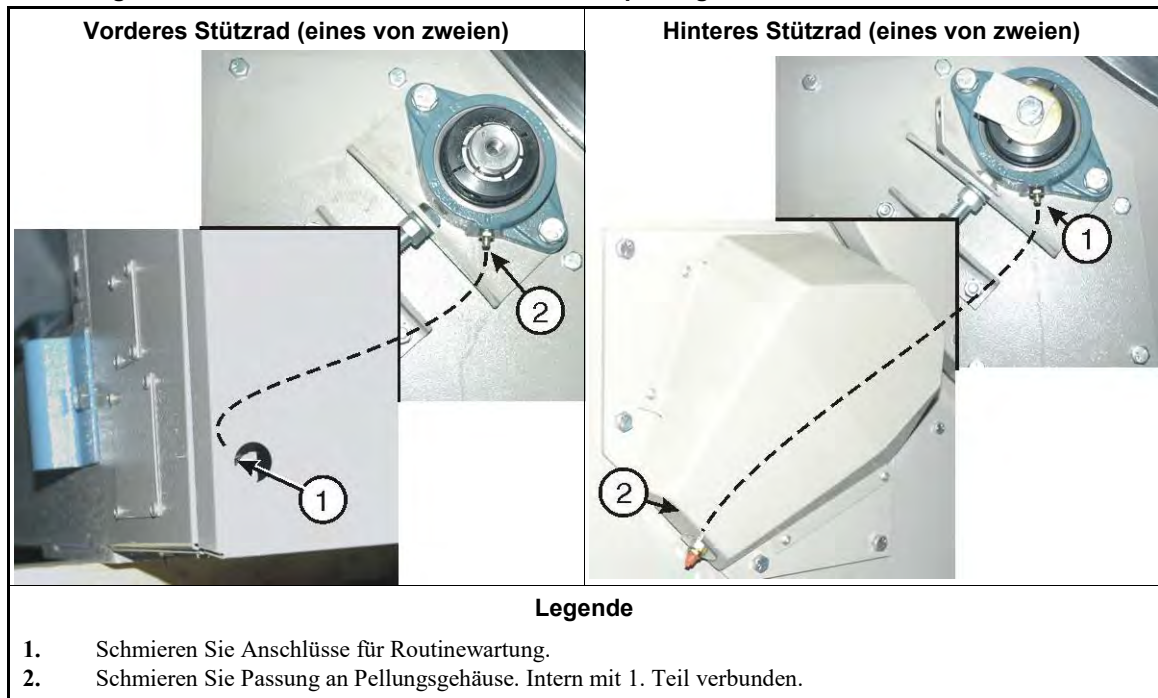 Vorderes Stützrad (eines von zweien)
2
1
Hinteres Stützrad (eines von zweien)
1
2
Legende
1. Schmieren Sie Anschlüsse für Routinewartung.
2. Schmieren Sie Passung an Pellungsgehäuse. Intern mit 1. Teil verbunden.